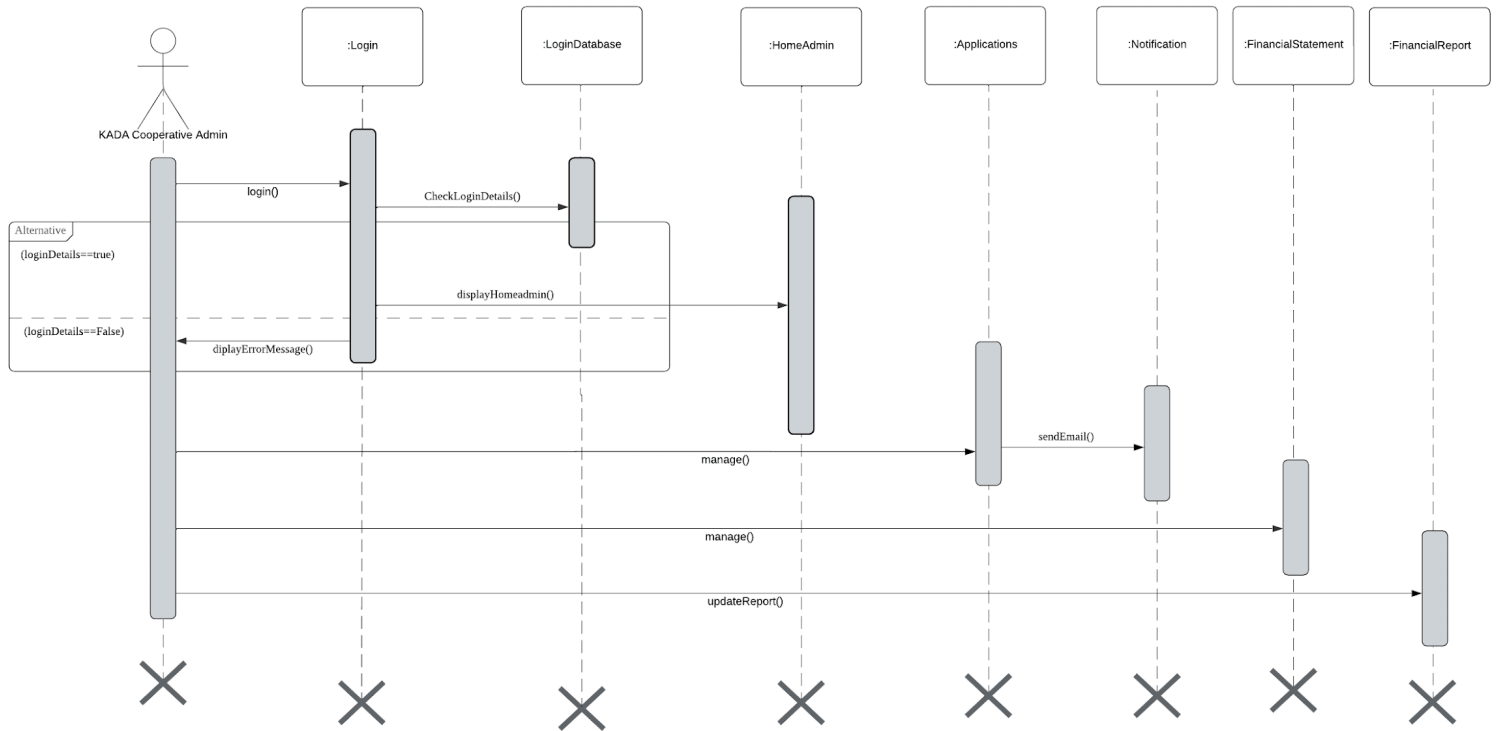 :Login
:LoginDatabase
:HomeAdmin
:Applications
:Notification
:FinancialStatement
:FinancialReport
KADA Cooperative Admin
login()
CheckLoginDetails()
Alternative
(loginDetails==true)
displayHomeadmin()
(loginDetails==False)
diplayErrorMessage()
sendEmail()
manage()
manage()
updateReport()